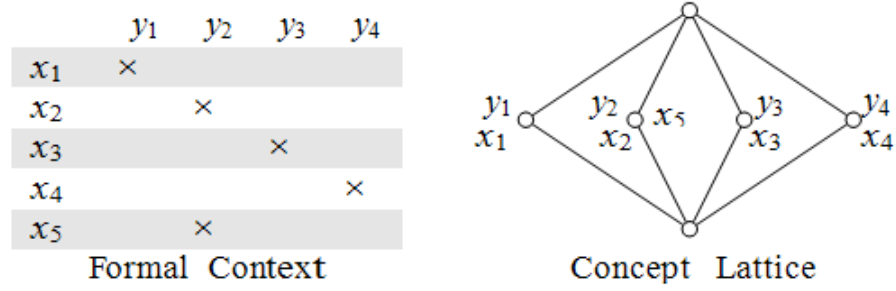 y1 y2 y3 y4
x1 ×
x2 ×
x3 ×
x4 ×
x5 ×
Formal Context
y1 y2 y3 y4
x1 x2 x5 x3 x4
Concept Lattice